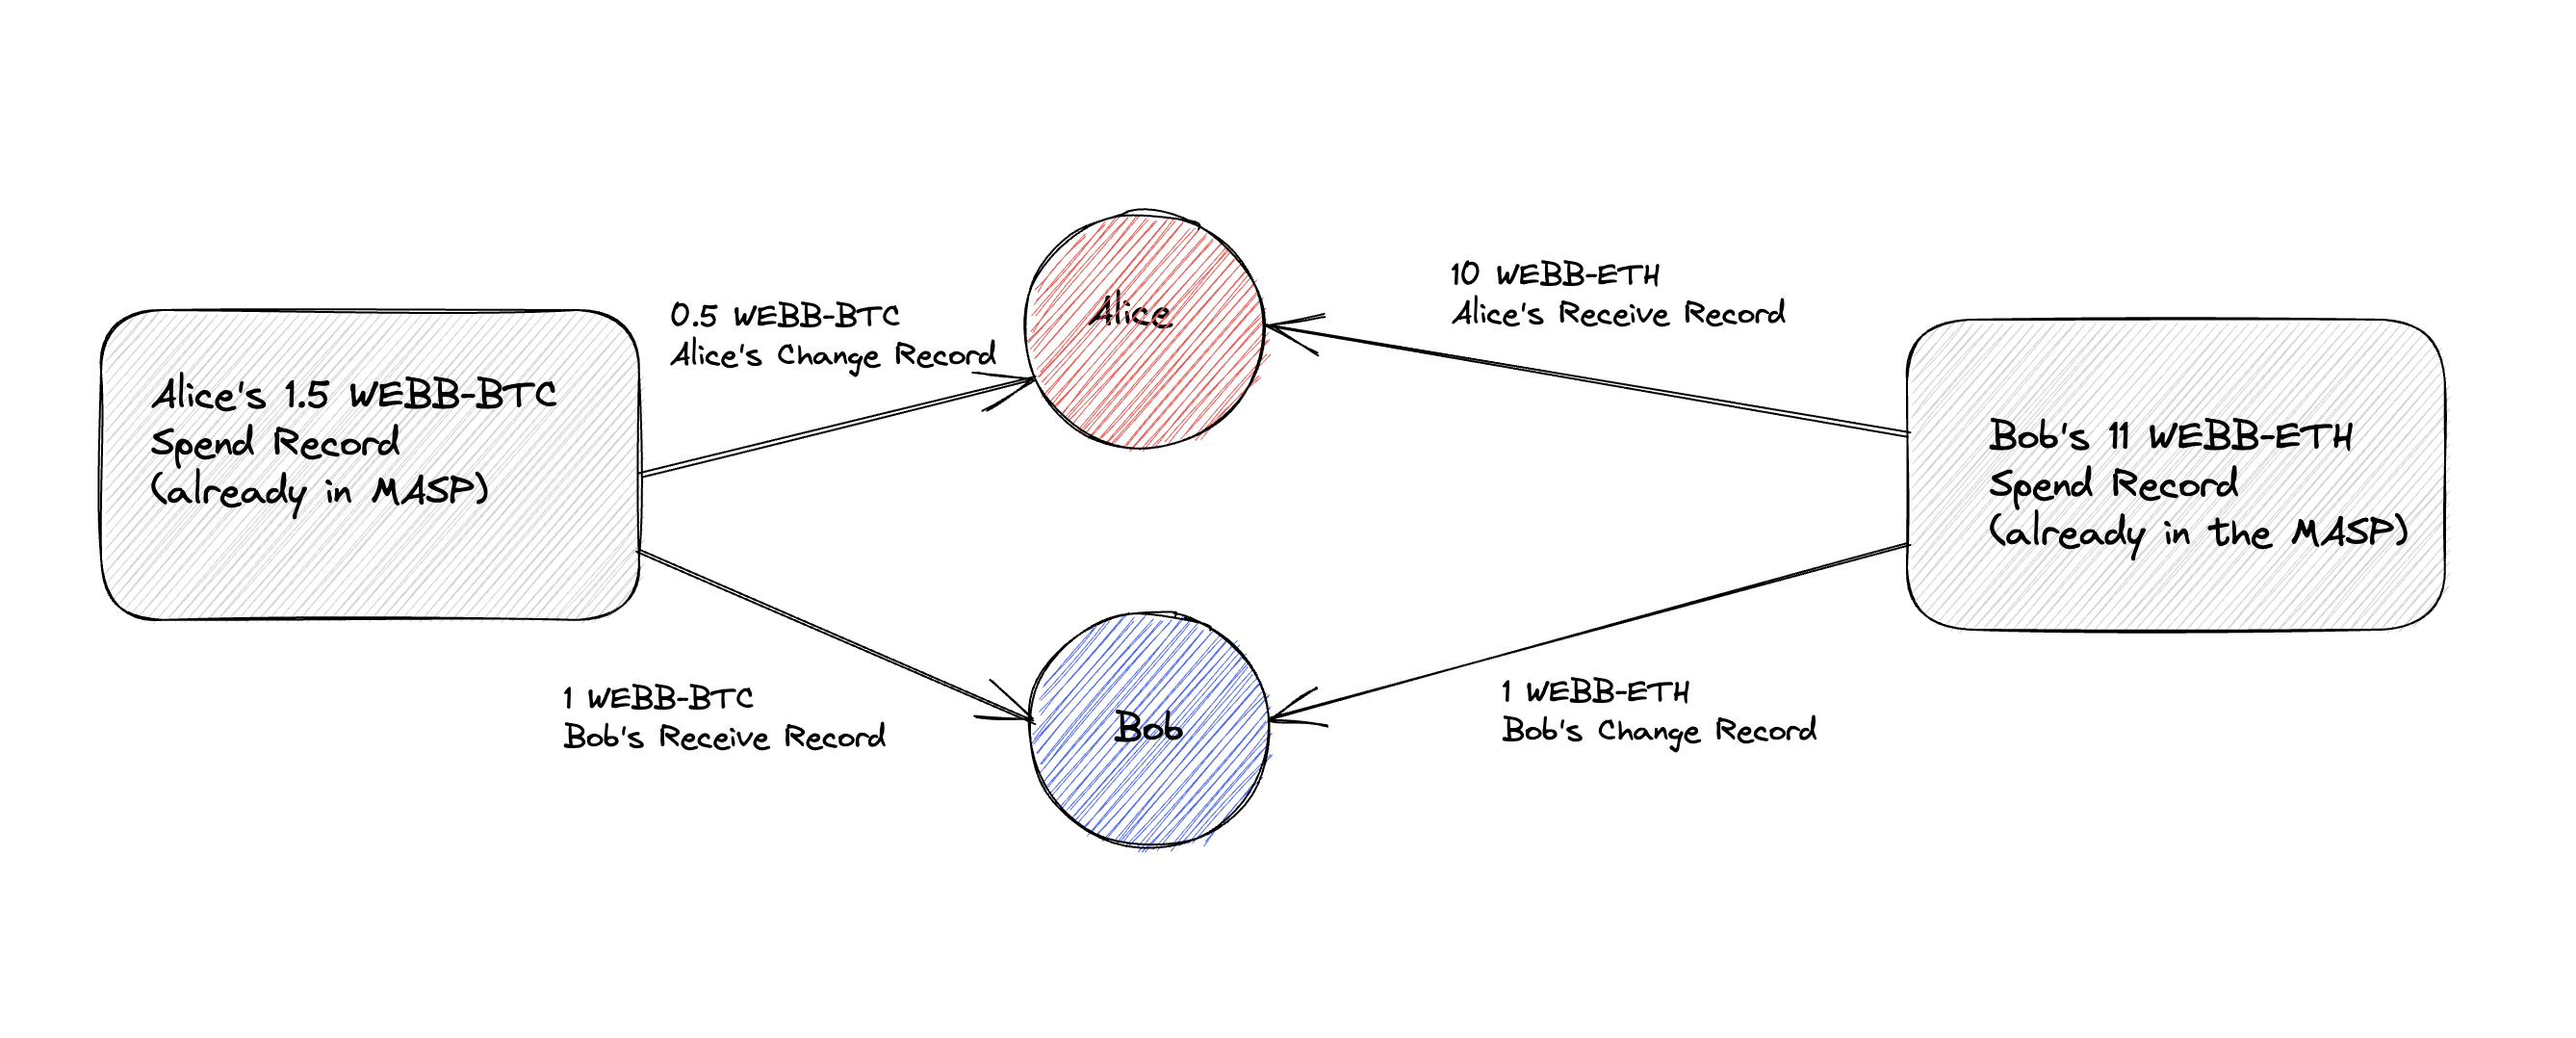 Alice's 1.5 WEBB-BTC
Spend Record
(already in MASP)
0.5 WEBB-BTC
Alice's Change Record
Alice
10 WEBB-ETH
Alice's Receive Record
Bob's 11 WEBB-ETH
Spend Record
(already in the MASP)
1 WEBB-BTC
Bob's Receive Record
Bob
1 WEBB-ETH
Bob's Change Record